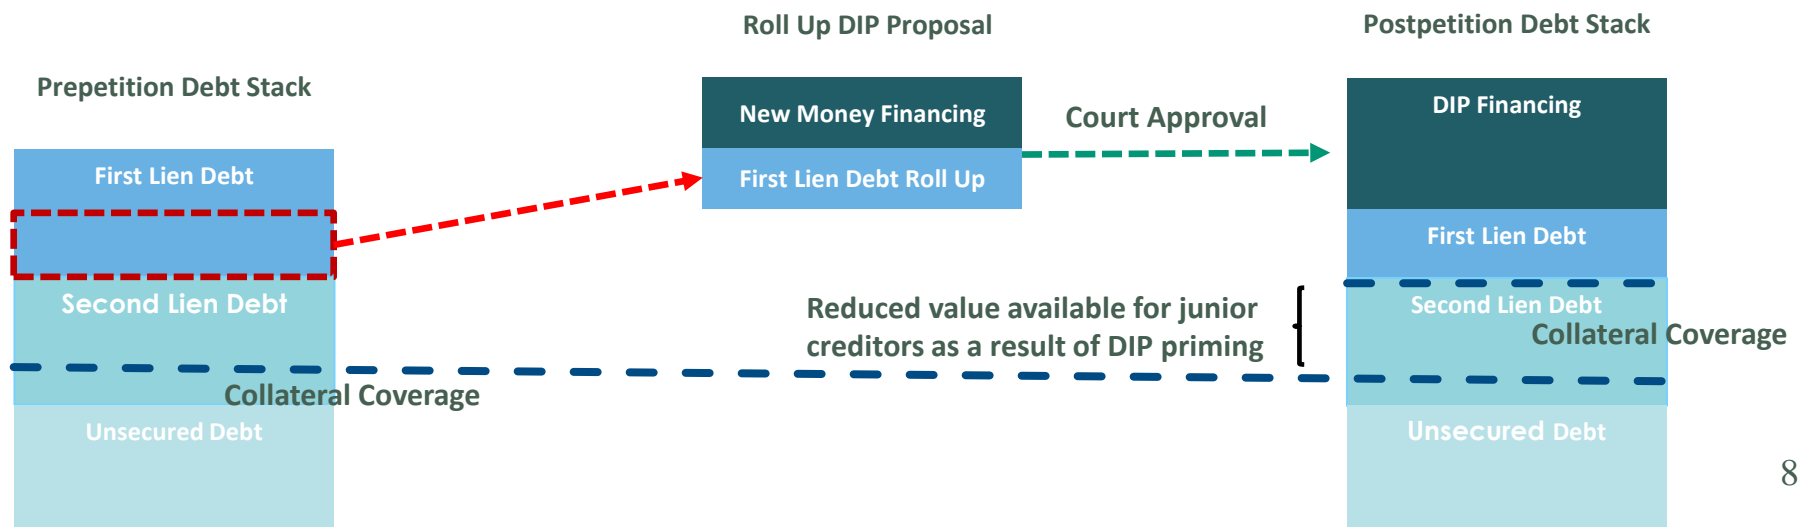 Roll Up DIP Proposal
Postpetition Debt Stack
Prepetition Debt Stack
New Money Financing
First Lien Debt Roll Up
Court Approval
DIP Financing
First Lien Debt
First Lien Debt
Second Lien Debt
Reduced value available for junior
creditors as a result of DIP priming
Second Lien Debt
Collateral Coverage
Collateral Coverage
Unsecured Debt
Unsecured Debt
8